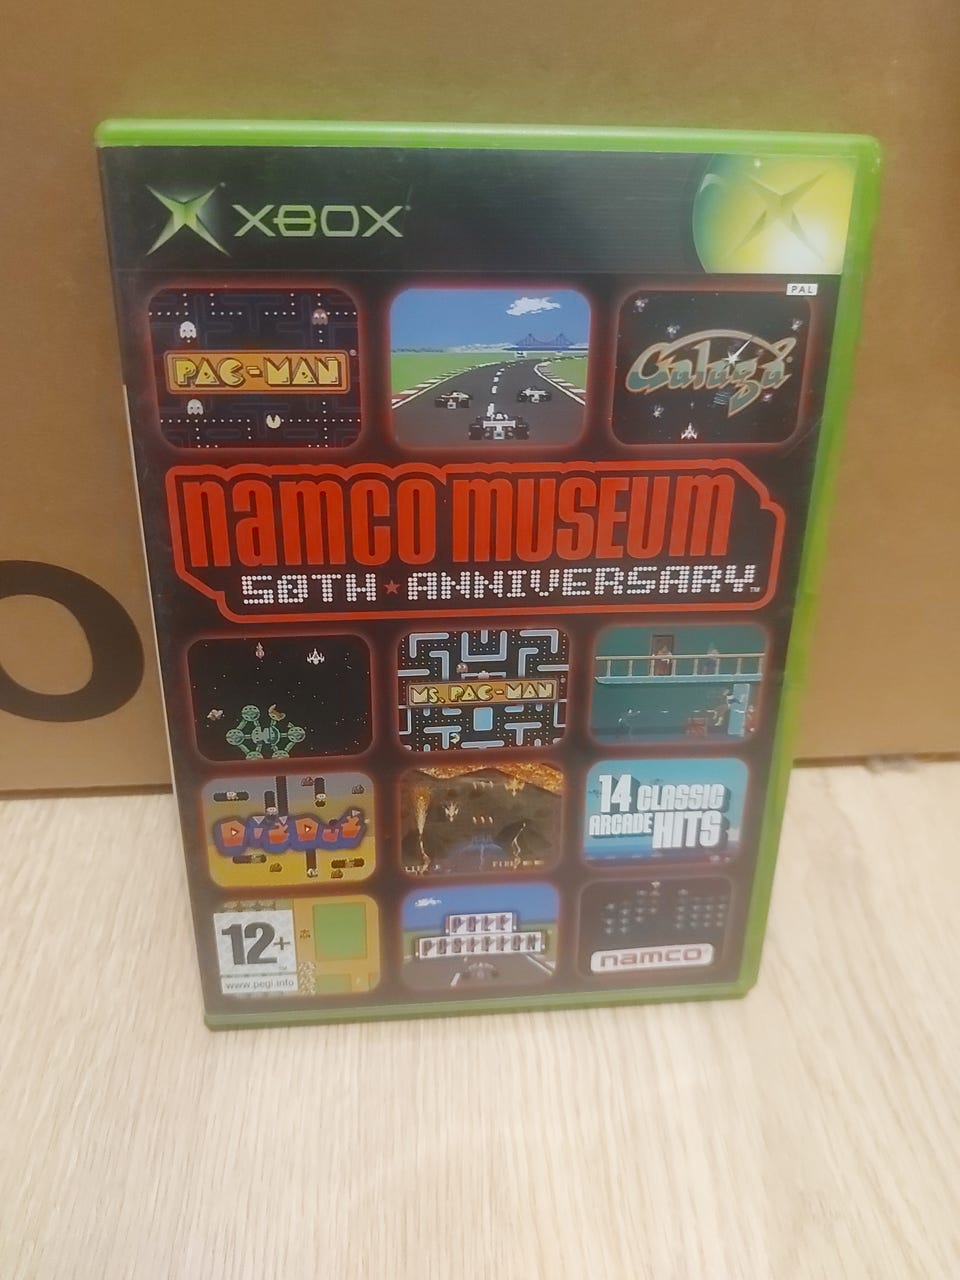 XBOX
PAL
PAC-MAN
Galaga
namco museum
50TH ★ ANNIVERSARY™
MS. PAC-MAN
DIG DUG
14 CLASSIC
ARCADE HITS
12+
www.pegi.info
POLE
POSITION
namco
O